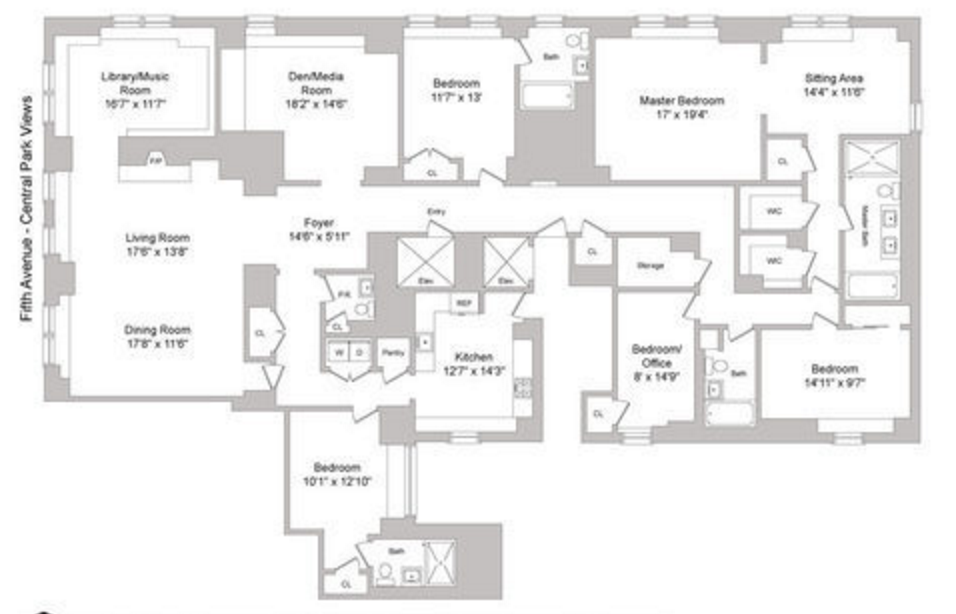 Fifth Avenue - Central Park Views
Library/Music
Room
16'7" x 11'7"
Den/Media
Room
18'2" x 14'6"
Bedroom
11'7" x 13'
CL
Bath
Master Bedroom
17' x 19'4"
Sitting Area
14'4" x 11'6"
CL
F/P
Living Room
17'6" x 13'8"
Foyer
14'6" x 5'11"
Entry
Elev.
Elev.
CL
Storage
WIC
WIC
Master Bath
Dining Room
17'8" x 11'6"
CL
P.R.
CL
W
D
Pantry
REF
Kitchen
12'7" x 14'3"
Bedroom/
Office
8' x 14'9"
CL
Bath
Bedroom
14'11" x 9'7"
Bedroom
10'1" x 12'10"
Bath
CL